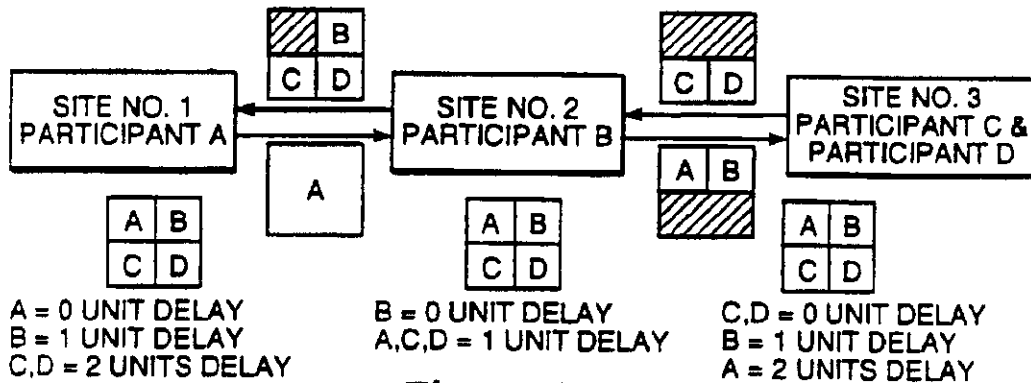 B
C D
C D
SITE NO. 1
PARTICIPANT A
SITE NO. 2
PARTICIPANT B
SITE NO. 3
PARTICIPANT C &
PARTICIPANT D
A
A B
A B
C D
A B
C D
A B
C D
A = 0 UNIT DELAY
B = 1 UNIT DELAY
C,D = 2 UNITS DELAY
B = 0 UNIT DELAY
A,C,D = 1 UNIT DELAY
C,D = 0 UNIT DELAY
B = 1 UNIT DELAY
A = 2 UNITS DELAY